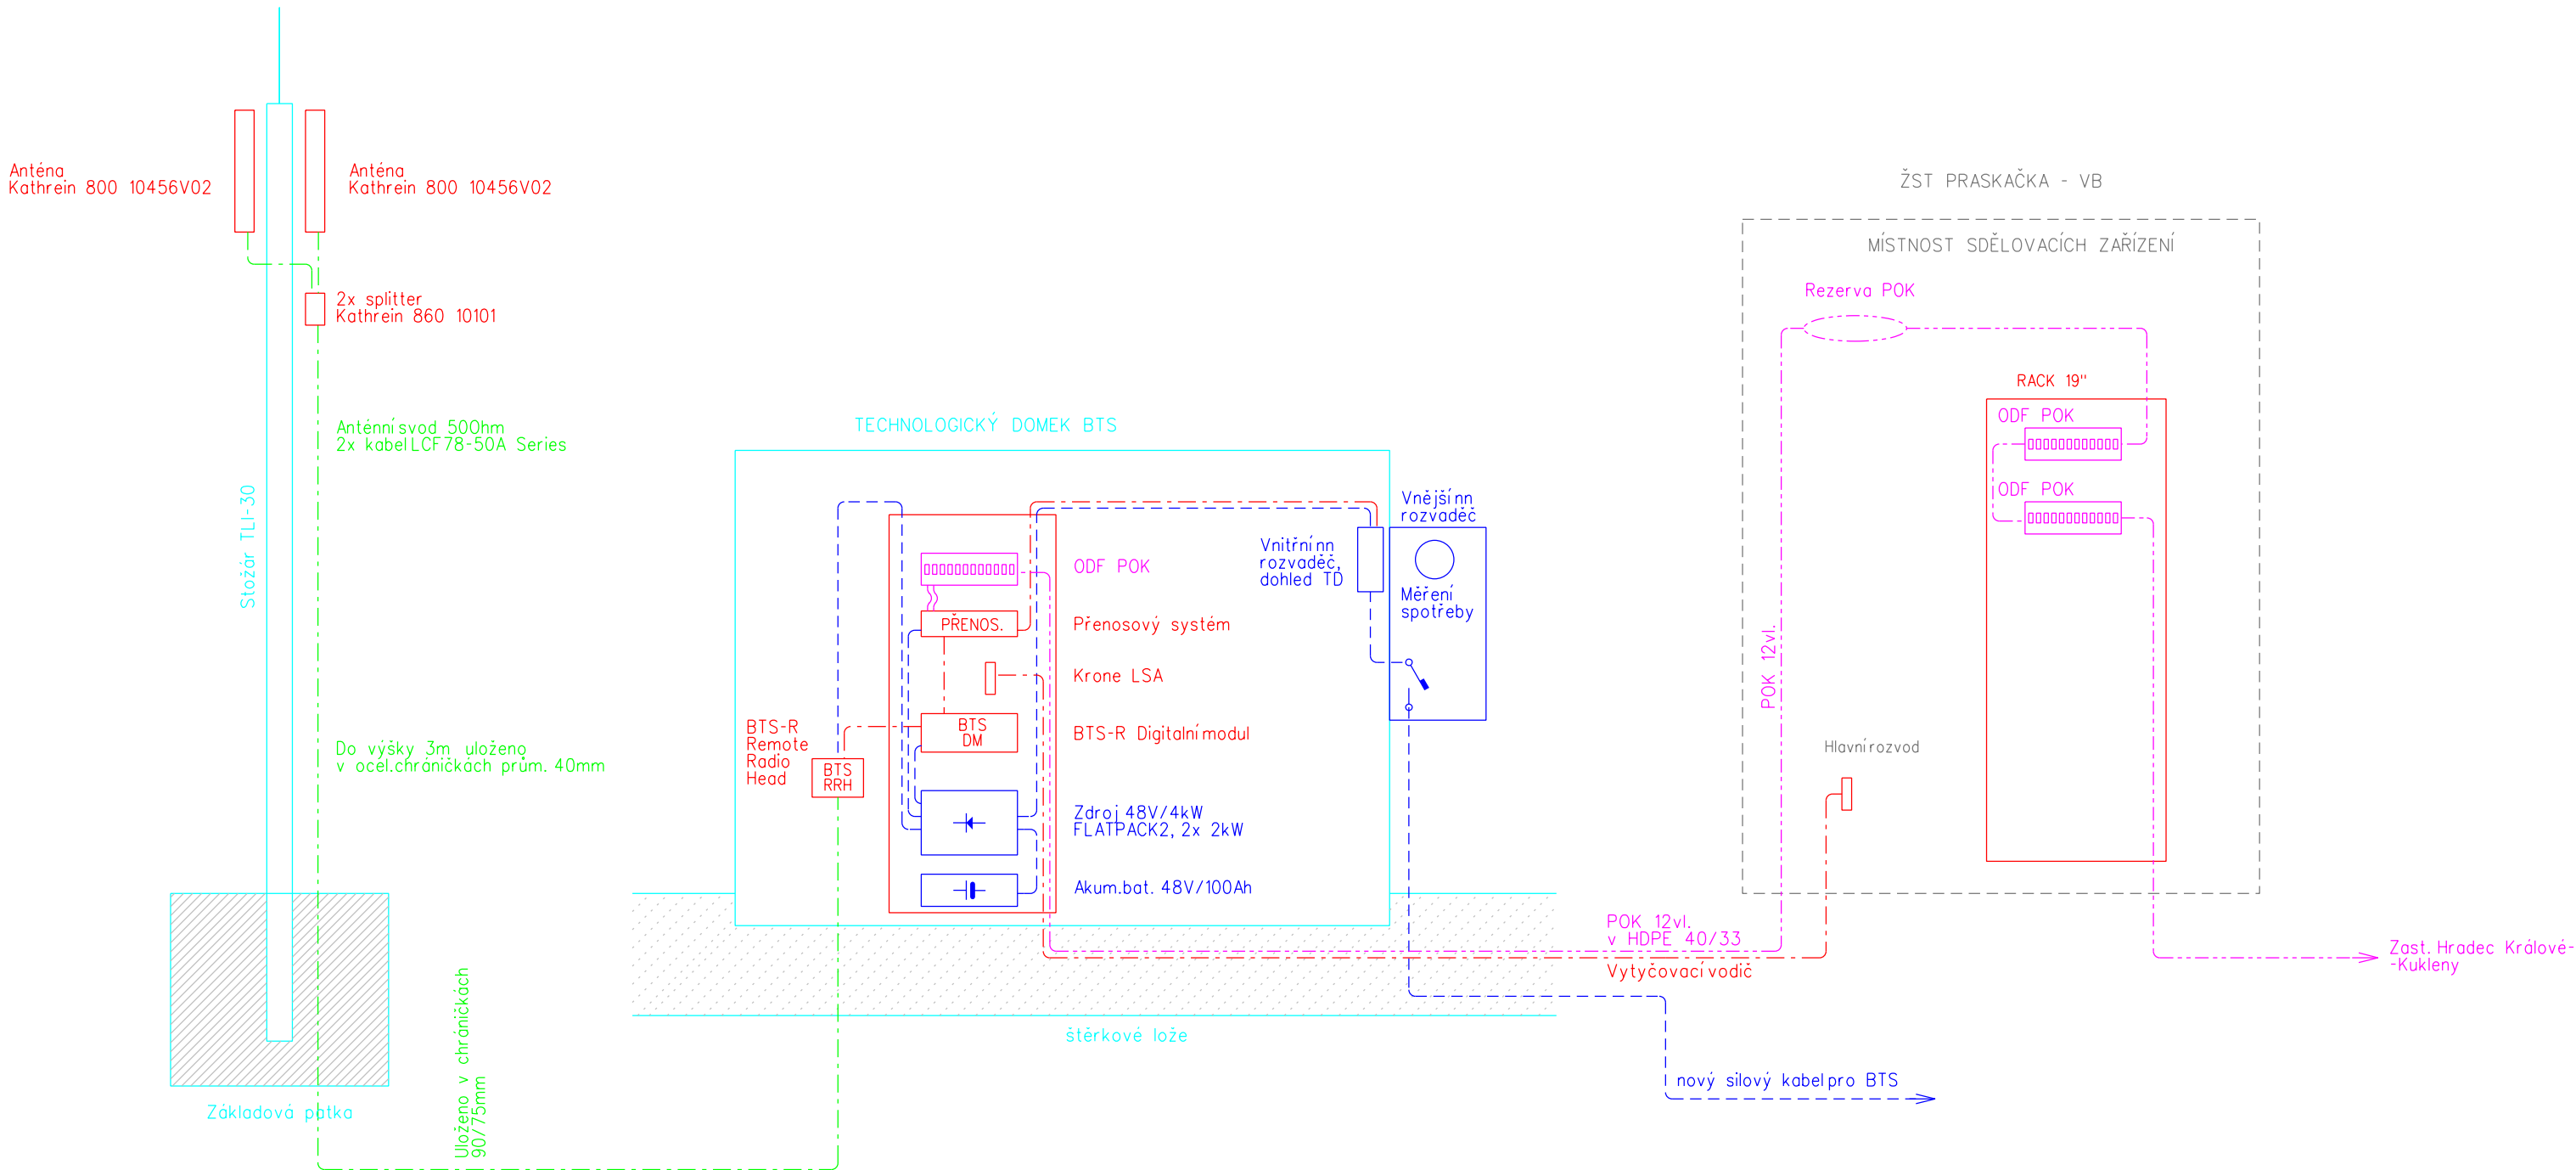 Anténa
Kathrein 800 10456V02
Anténa
Kathrein 800 10456V02
2x splitter
Kathrein 860 10101
Anténní svod 50Ohm
2x kabel LCF78-50A Series
Stožár TLI-30
Do výšky 3m uloženo
v ocel.chráničkách prům. 40mm
Základová patka
Uloženo v chráničkách
90/75mm
TECHNOLOGICKÝ DOMEK BTS
BTS-R
Remote
Radio
Head
BTS
RRH
ODF POK
PŘENOS.
Přenosový systém
Krone LSA
BTS
DM
BTS-R Digitalní modul
Zdroj 48V/4kW
FLATPACK2, 2x 2kW
Akum.bat. 48V/100Ah
Vnitřní nn
rozvaděč,
dohled TD
Vnější nn
rozvaděč
Měření
spotřeby
štěrkové lože
POK 12vl.
v HDPE 40/33
Vytyčovací vodič
nový silový kabel pro BTS
ŽST PRASKAČKA - VB
MÍSTNOST SDĚLOVACÍCH ZAŘÍZENÍ
Rezerva POK
RACK 19"
ODF POK
ODF POK
POK 12vl.
Hlavní rozvod
Zast. Hradec Králové-
-Kukleny